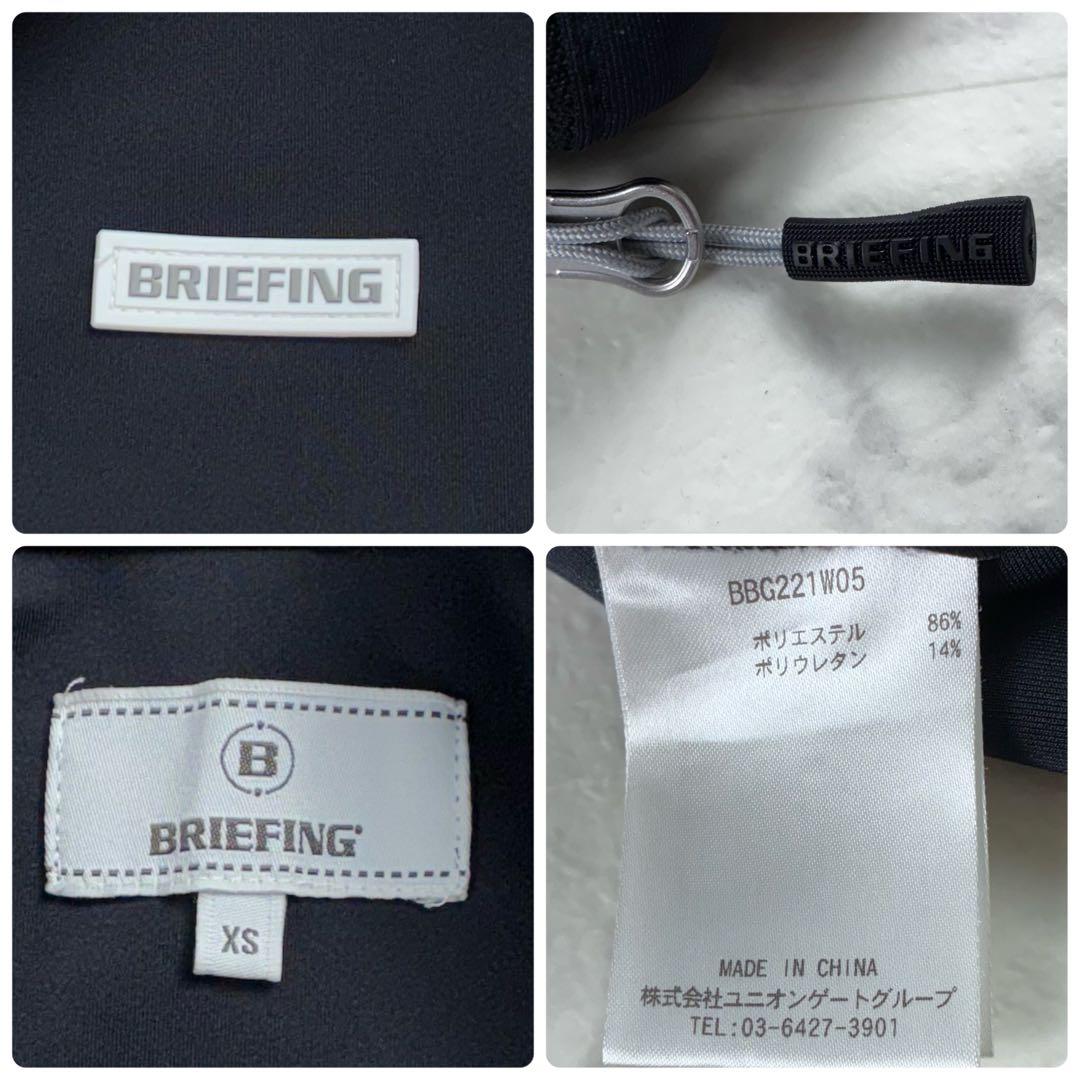 BRIEFING
BRIEFING
B
BRIEFING
XS
BBG221W05
ポリエステル 86%
ポリウレタン 14%
MADE IN CHINA
株式会社ユニオンゲートグループ
TEL:03-6427-3901